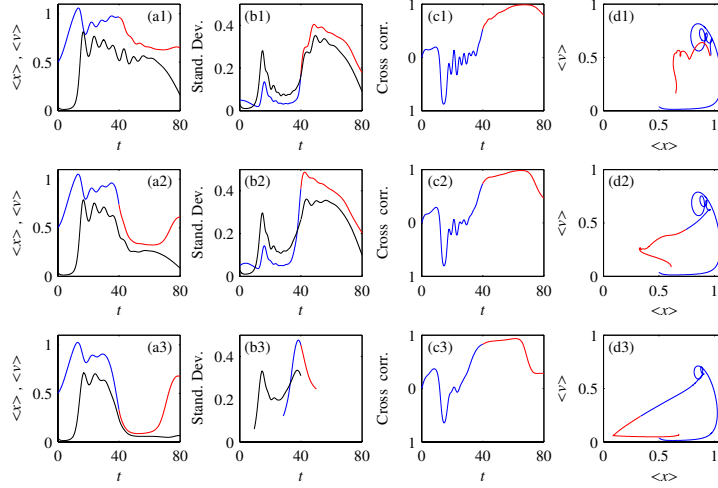 (a1) (b1) (c1) (d1)
<x> , <v>
1
0.5
0
0 40 80
t
Stand. Dev.
0.4
0.2
0
0 40 80
t
Cross corr.
1
0
1
0 40 80
t
<v>
1
0.5
0
0 0.5 1
<x>
(a2) (b2) (c2) (d2)
<x> , <v>
1
0.5
0
0 40 80
t
Stand. Dev.
0.4
0.2
0
0 40 80
t
Cross corr.
1
0
1
0 40 80
t
<v>
1
0.5
0
0 0.5 1
<x>
(a3) (b3) (c3) (d3)
<x> , <v>
1
0.5
0
0 40 80
t
Stand. Dev.
0.4
0.2
0
0 40 80
t
Cross corr.
1
0
1
0 40 80
t
<v>
1
0.5
0
0 0.5 1
<x>